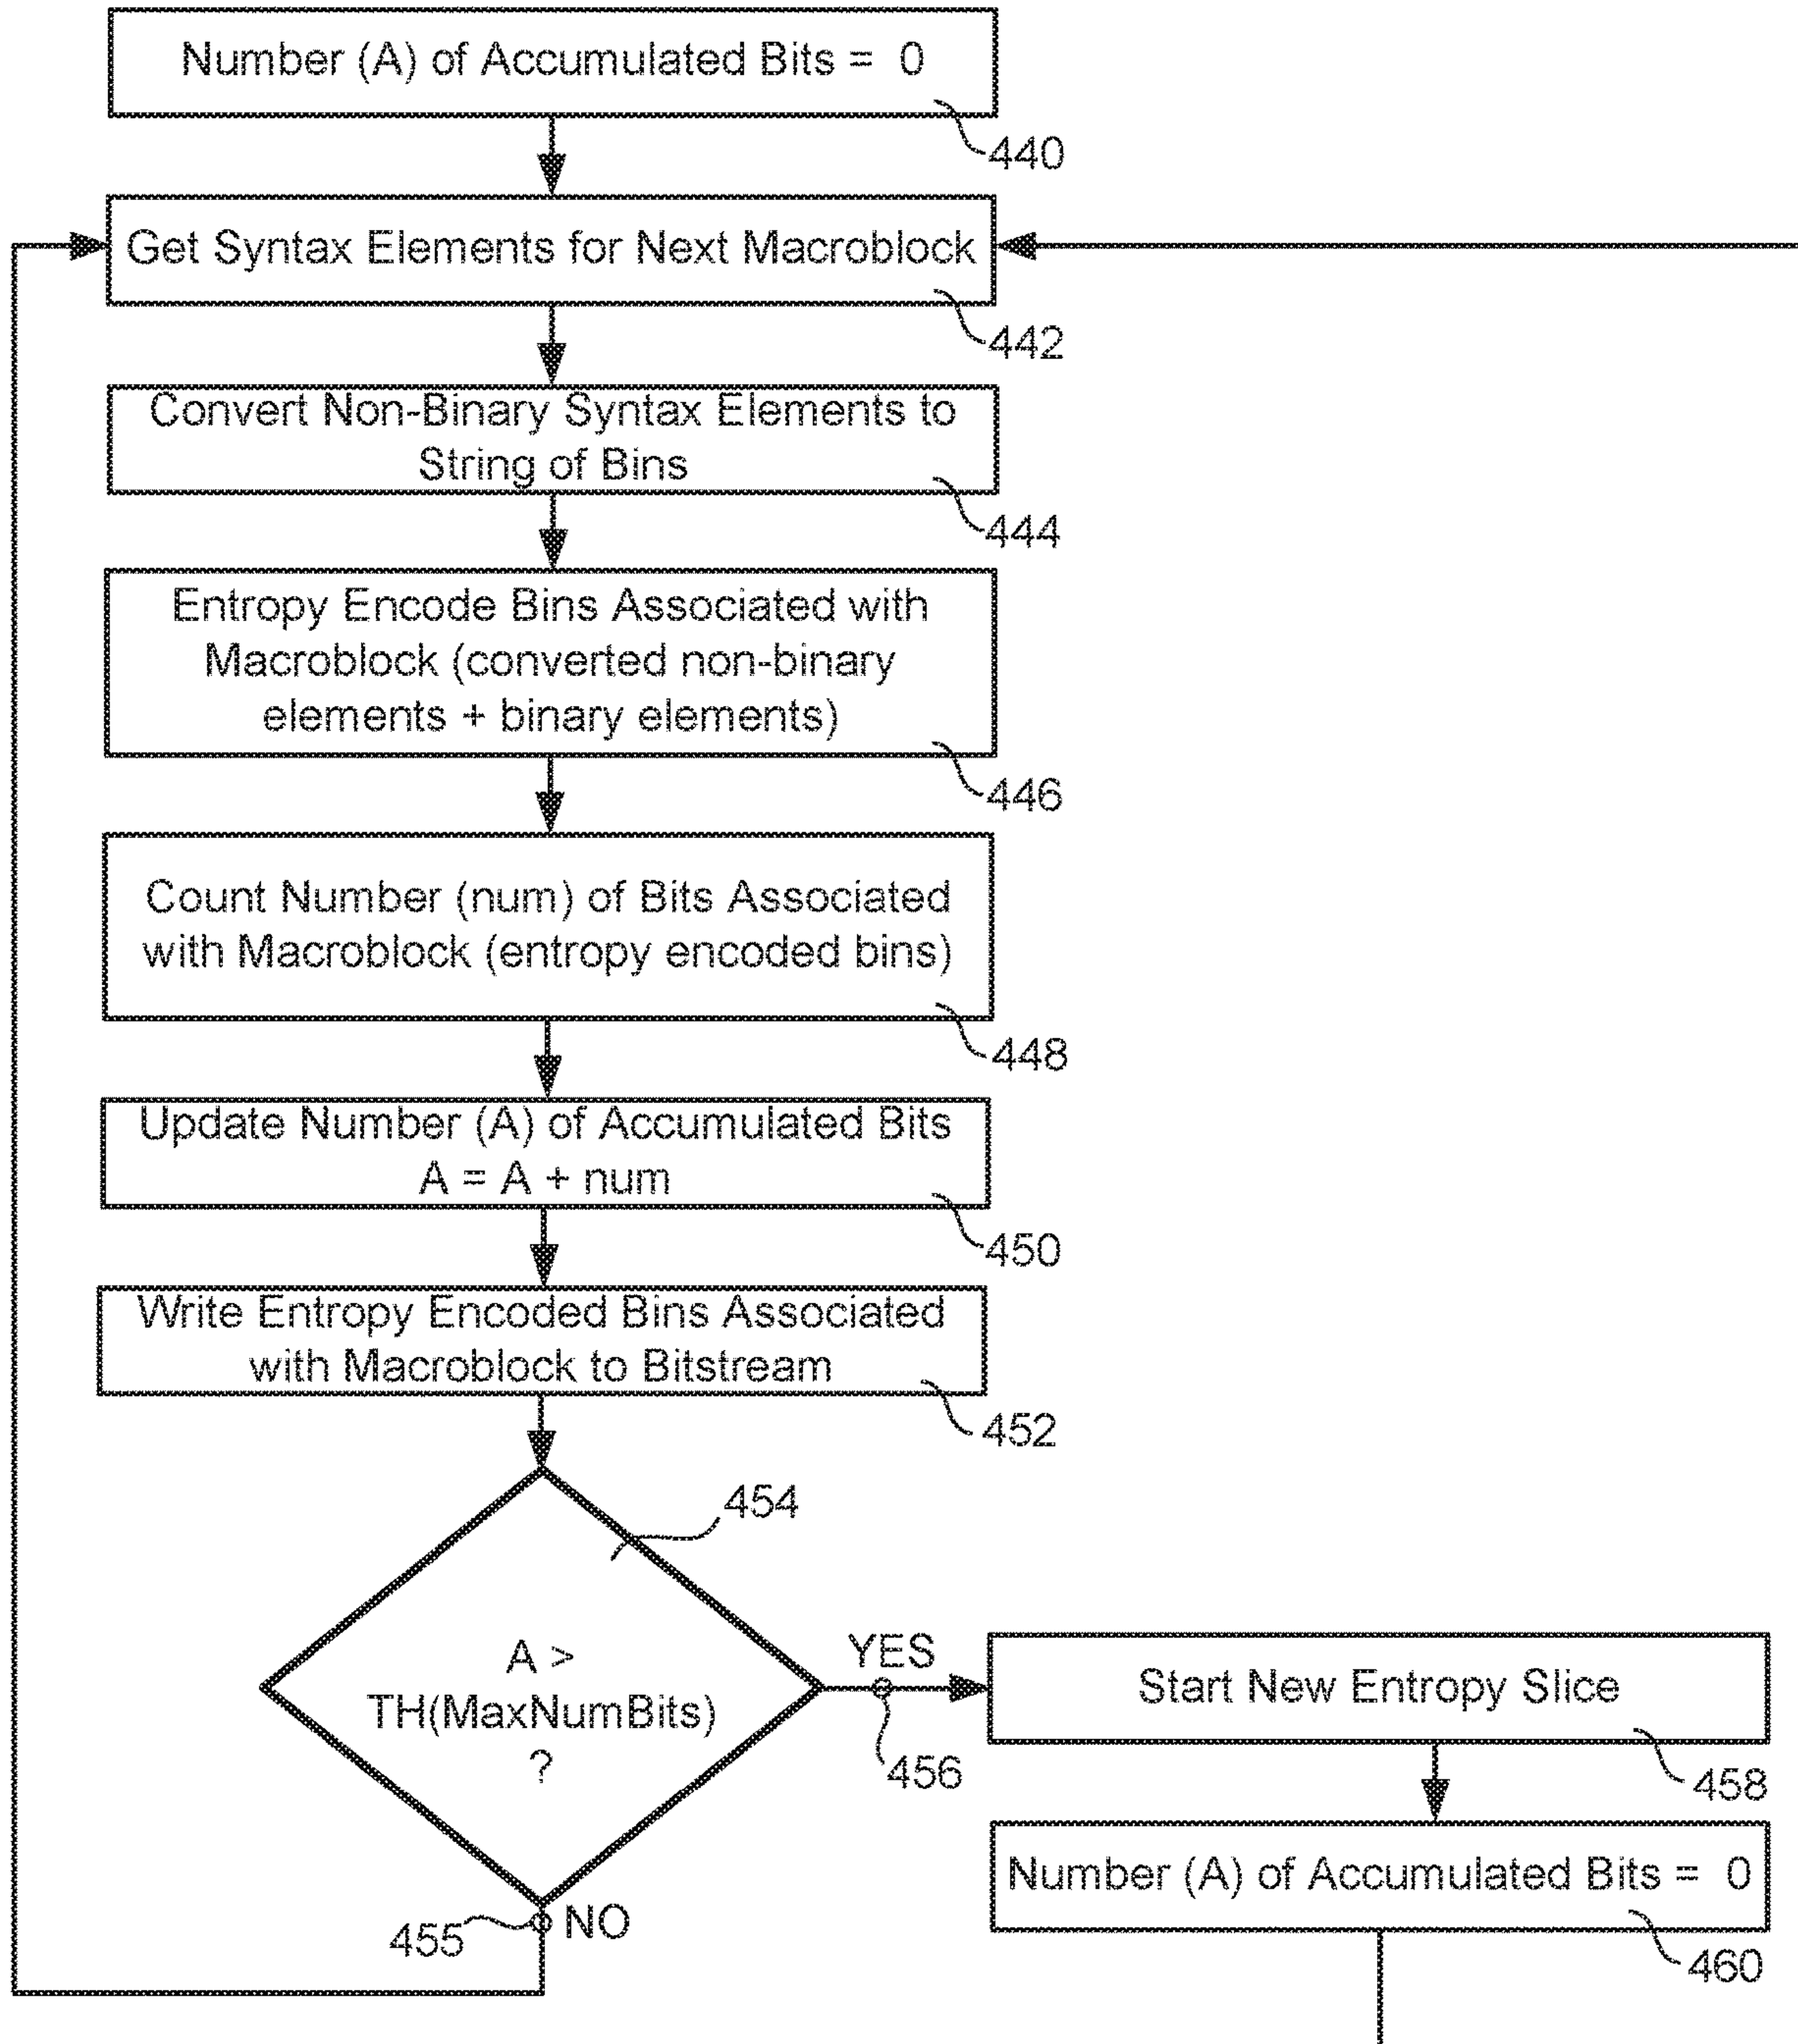 Number (A) of Accumulated Bits = 0
440
Get Syntax Elements for Next Macroblock
442
Convert Non-Binary Syntax Elements to
String of Bins
444
Entropy Encode Bins Associated with
Macroblock (converted non-binary
elements + binary elements)
446
Count Number (num) of Bits Associated
with Macroblock (entropy encoded bins)
448
Update Number (A) of Accumulated Bits
A = A + num
450
Write Entropy Encoded Bins Associated
with Macroblock to Bitstream
452
454
A >
TH(MaxNumBits)
?
YES
456
Start New Entropy Slice
458
455
NO
Number (A) of Accumulated Bits = 0
460